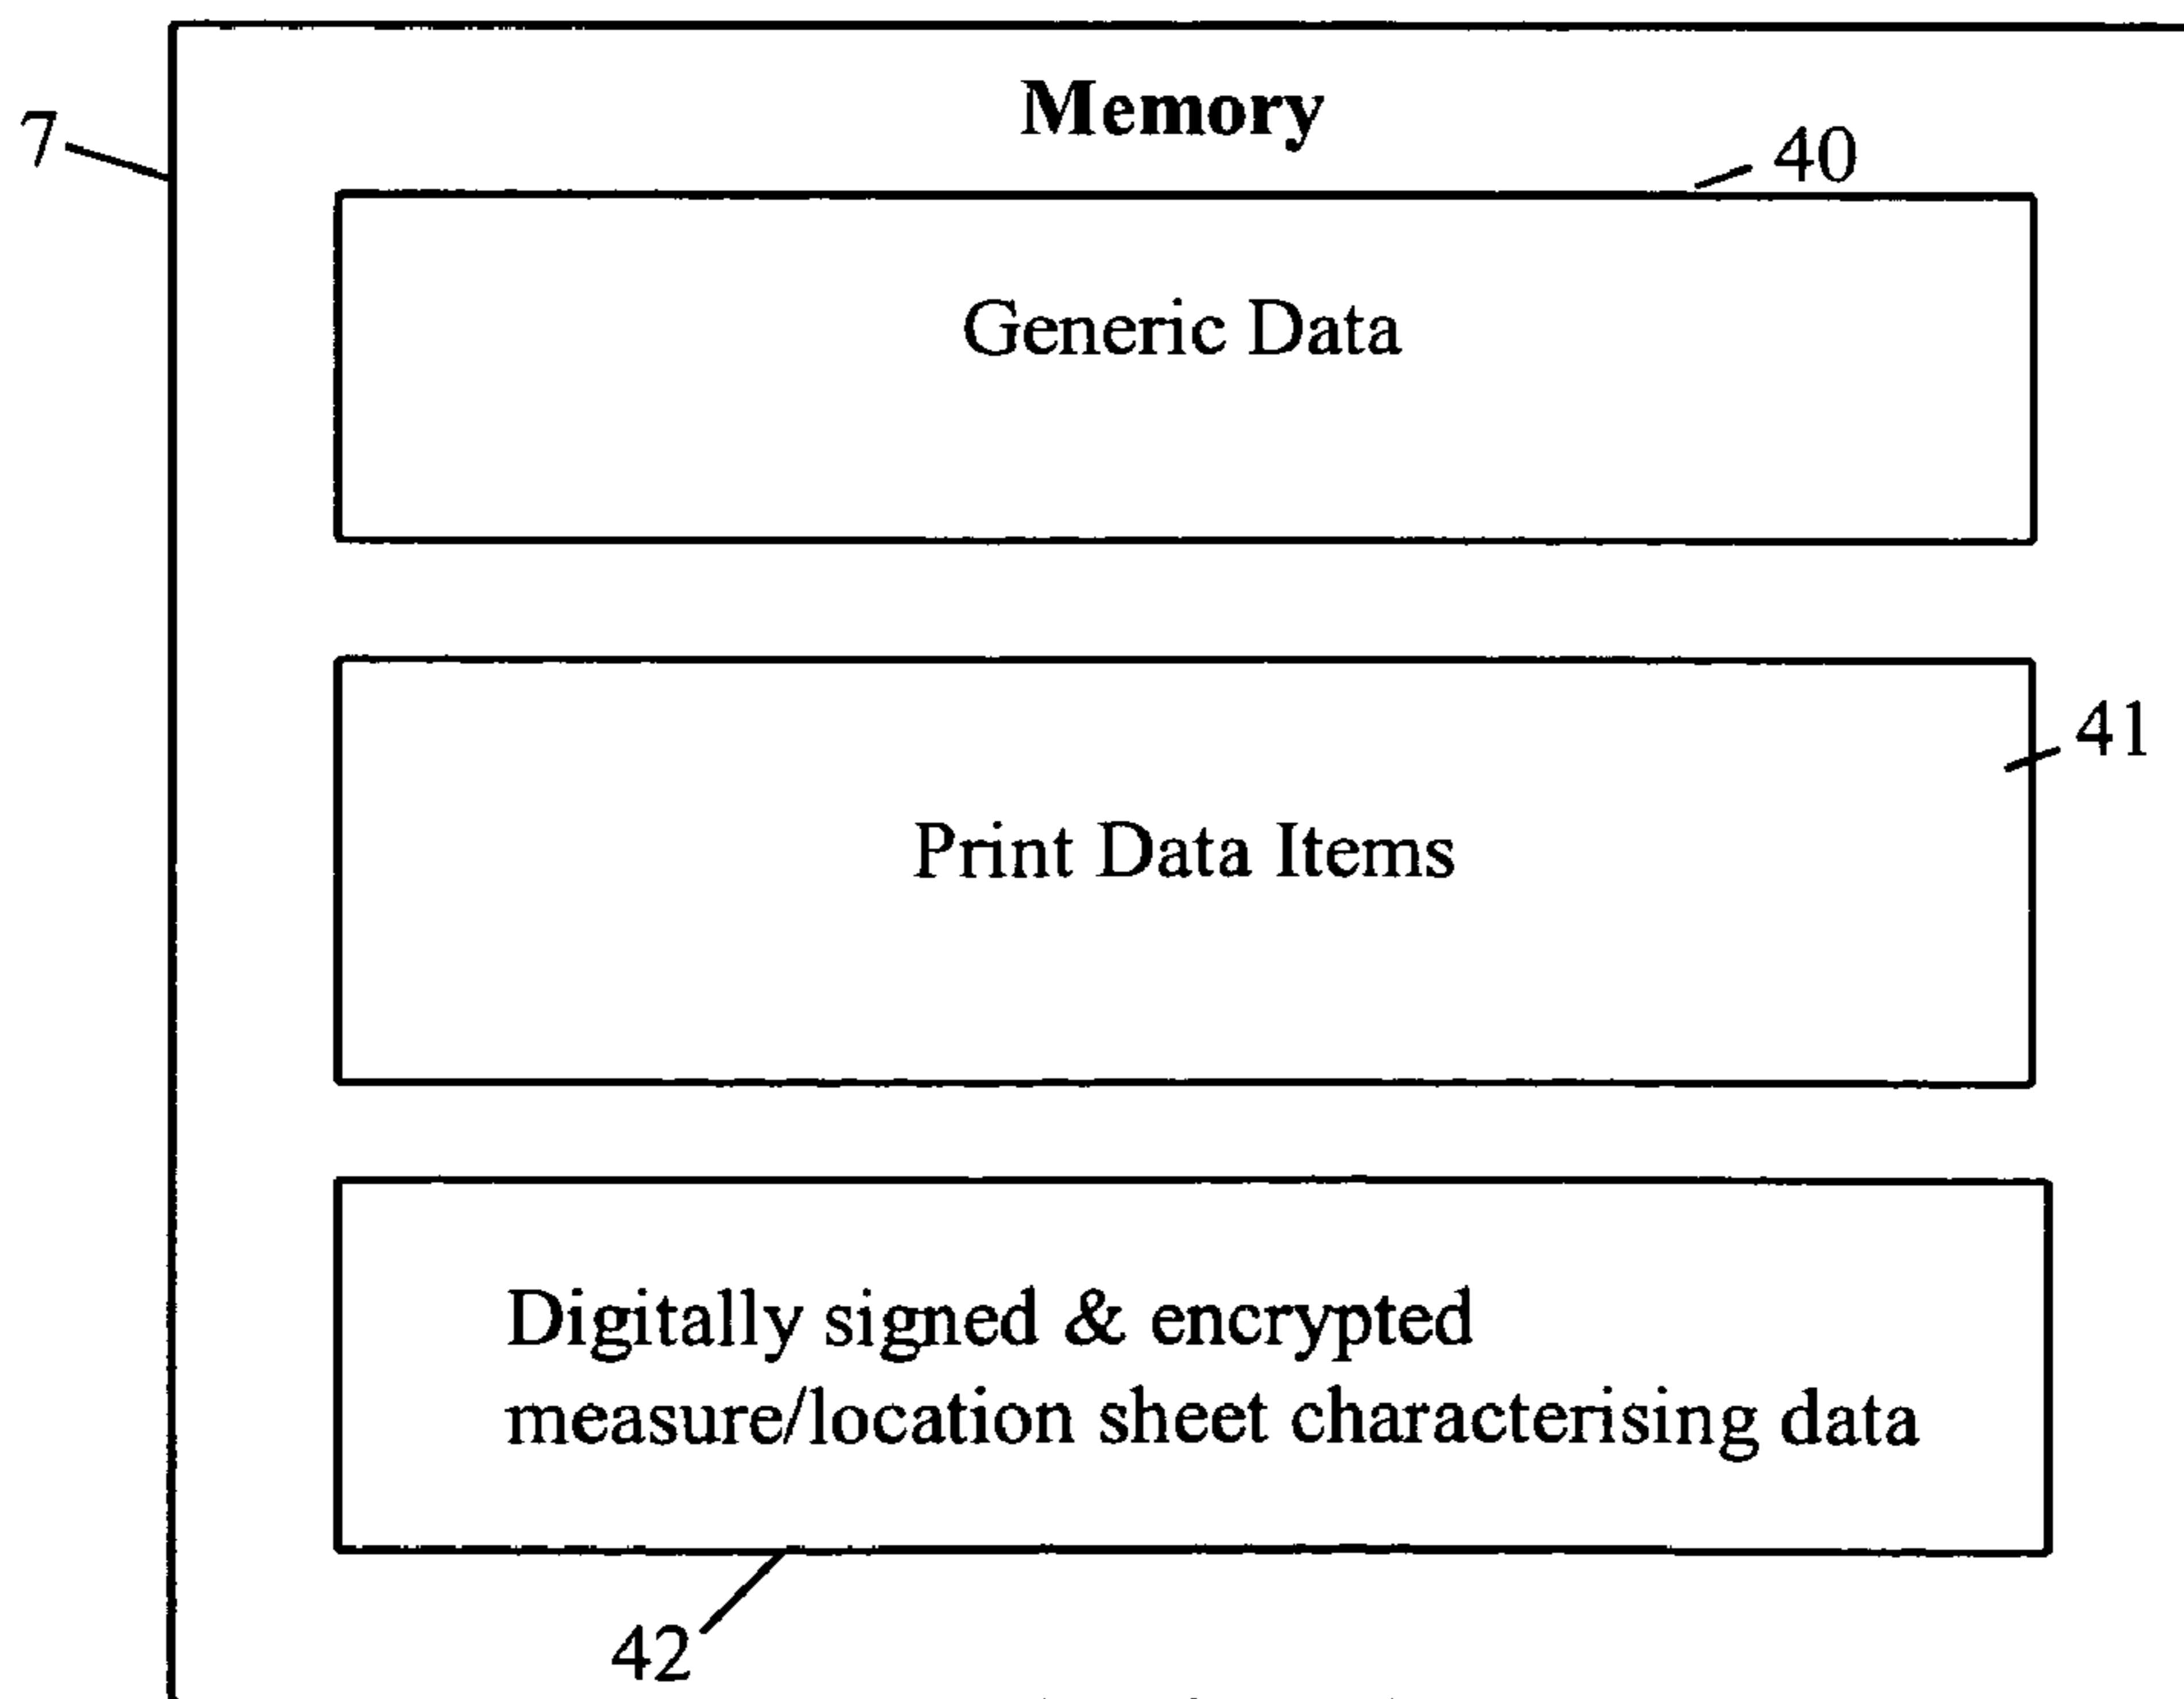 Memory
7
40
Generic Data
41
Print Data Items
Digitally signed & encrypted
measure/location sheet characterising data
42